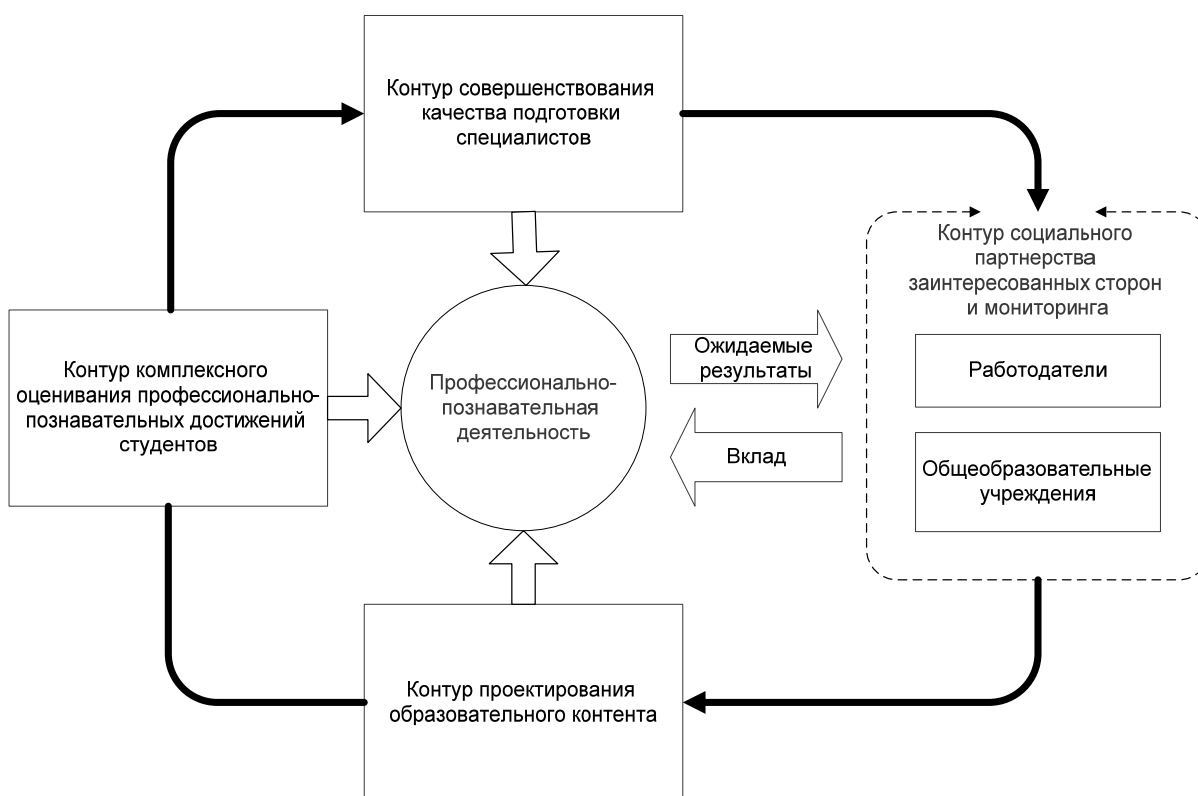 Контур совершенствования
качества подготовки
специалистов
Контур социального
партнерства
заинтересованных сторон
и мониторинга
Работодатели
Общеобразовательные
учреждения
Контур комплексного
оценивания профессионально-
познавательных достижений
студентов
Профессионально-
познавательная
деятельность
Ожидаемые
результаты
Вклад
Контур проектирования
образовательного контента